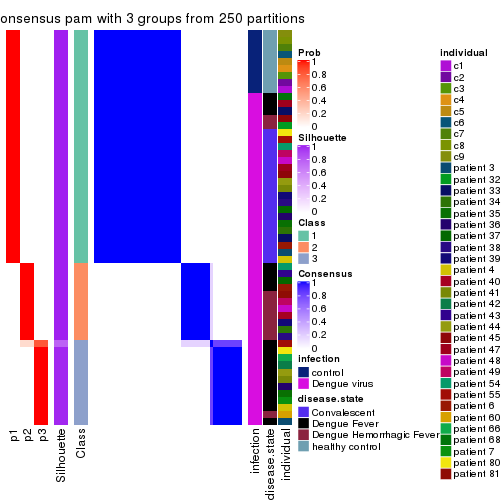 onsensus pam with 3 groups from 250 partitions
p1
p2
p3
Silhouette
Class
infection
disease.state
individual
Prob
1
0.8
0.6
0.4
0.2
0
Silhouette
1
0.8
0.6
0.4
0.2
0
Class
1
2
3
Consensus
1
0.8
0.6
0.4
0.2
0
infection
control
Dengue virus
disease.state
Convalescent
Dengue Fever
Dengue Hemorrhagic Fever
healthy control
individual
c1
c2
c3
c4
c5
c6
c7
c8
c9
patient 3
patient 32
patient 33
patient 34
patient 35
patient 36
patient 37
patient 38
patient 39
patient 4
patient 40
patient 41
patient 42
patient 43
patient 44
patient 45
patient 47
patient 48
patient 49
patient 54
patient 55
patient 6
patient 60
patient 66
patient 68
patient 7
patient 80
patient 81